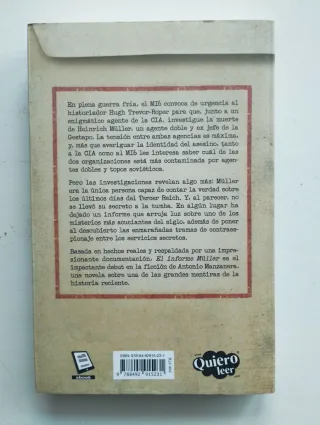 En plena guerra fría, el MI6 convoca de urgencia al
historiador Hugh Trevor-Roper para que, junto a
un enigmático agente de la CIA, investigue la muerte
de Heinrich Müller, un agente doble y ex jefe de la
Gestapo. La tensión entre ambas agencias es máxima,
y, más que averiguar la identidad del asesino, tanto
a la CIA como al MI6 les interesa saber cuál de las
dos organizaciones está más contaminada por agen-
tes dobles y topos soviéticos.
Pero las investigaciones revelan algo más: Müller
era la única persona capaz de contar la verdad sobre
los últimos días del Tercer Reich. Y, al parecer, no
se llevó su secreto a la tumba. En algún lugar ha
dejado un informe que arroja luz sobre uno de los
misterios más acuciantes del siglo, además de poner
al descubierto las enmarañadas tramas de contraes-
pionaje entre los servicios secretos.
Basada en hechos reales y respaldada por una impre-
sionante documentación, El informe Müller es el
impactante debut en la ficción de Antonio Manzanera,
una novela sobre una de las grandes mentiras de la
historia reciente.
Quiero
leer
9 788492 915231